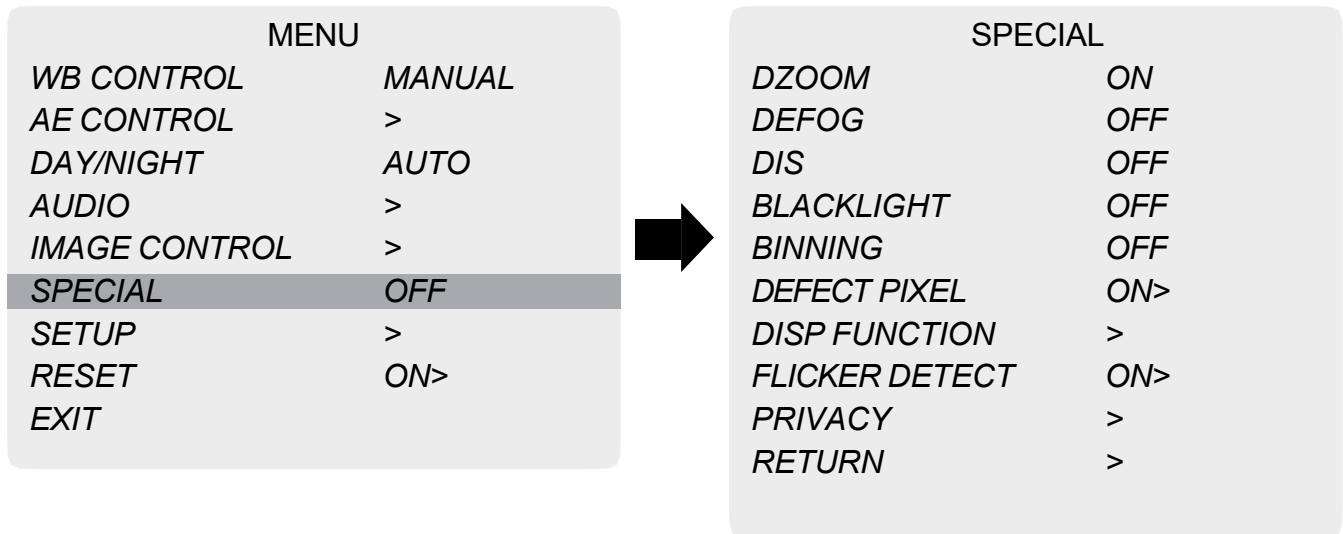 MENU
WB CONTROL MANUAL
AE CONTROL >
DAY/NIGHT AUTO
AUDIO >
IMAGE CONTROL >
SPECIAL OFF
SETUP >
RESET ON>
EXIT
SPECIAL
DZOOM ON
DEFOG OFF
DIS OFF
BLACKLIGHT OFF
BINNING OFF
DEFECT PIXEL ON>
DISP FUNCTION >
FLICKER DETECT ON>
PRIVACY >
RETURN >